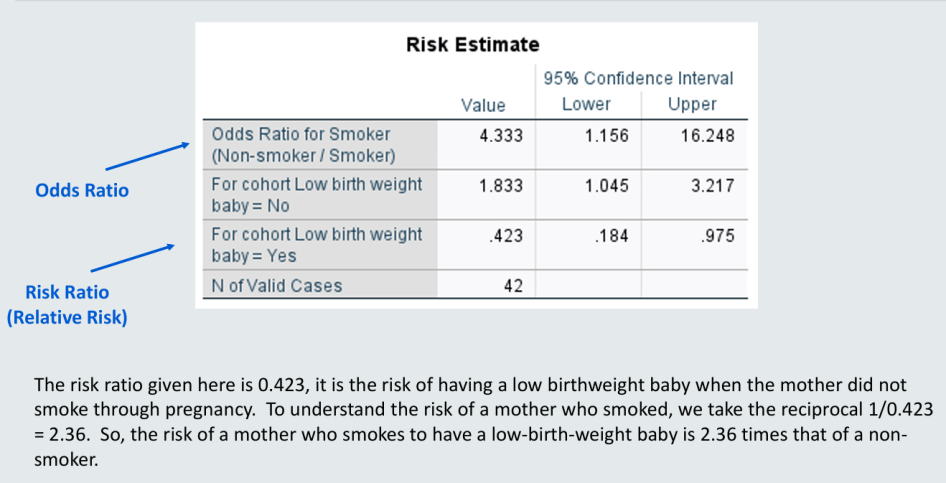 Risk Estimate
95% Confidence Interval
Value Lower Upper
Odds Ratio for Smoker 4.333 1.156 16.248
(Non-smoker / Smoker)
Odds Ratio
For cohort Low birth weight 1.833 1.045 3.217
baby = No
For cohort Low birth weight .423 .184 .975
baby = Yes
N of Valid Cases 42
Risk Ratio
(Relative Risk)
The risk ratio given here is 0.423, it is the risk of having a low birthweight baby when the mother did not
smoke through pregnancy. To understand the risk of a mother who smoked, we take the reciprocal 1/0.423
= 2.36. So, the risk of a mother who smokes to have a low-birth-weight baby is 2.36 times that of a non-
smoker.